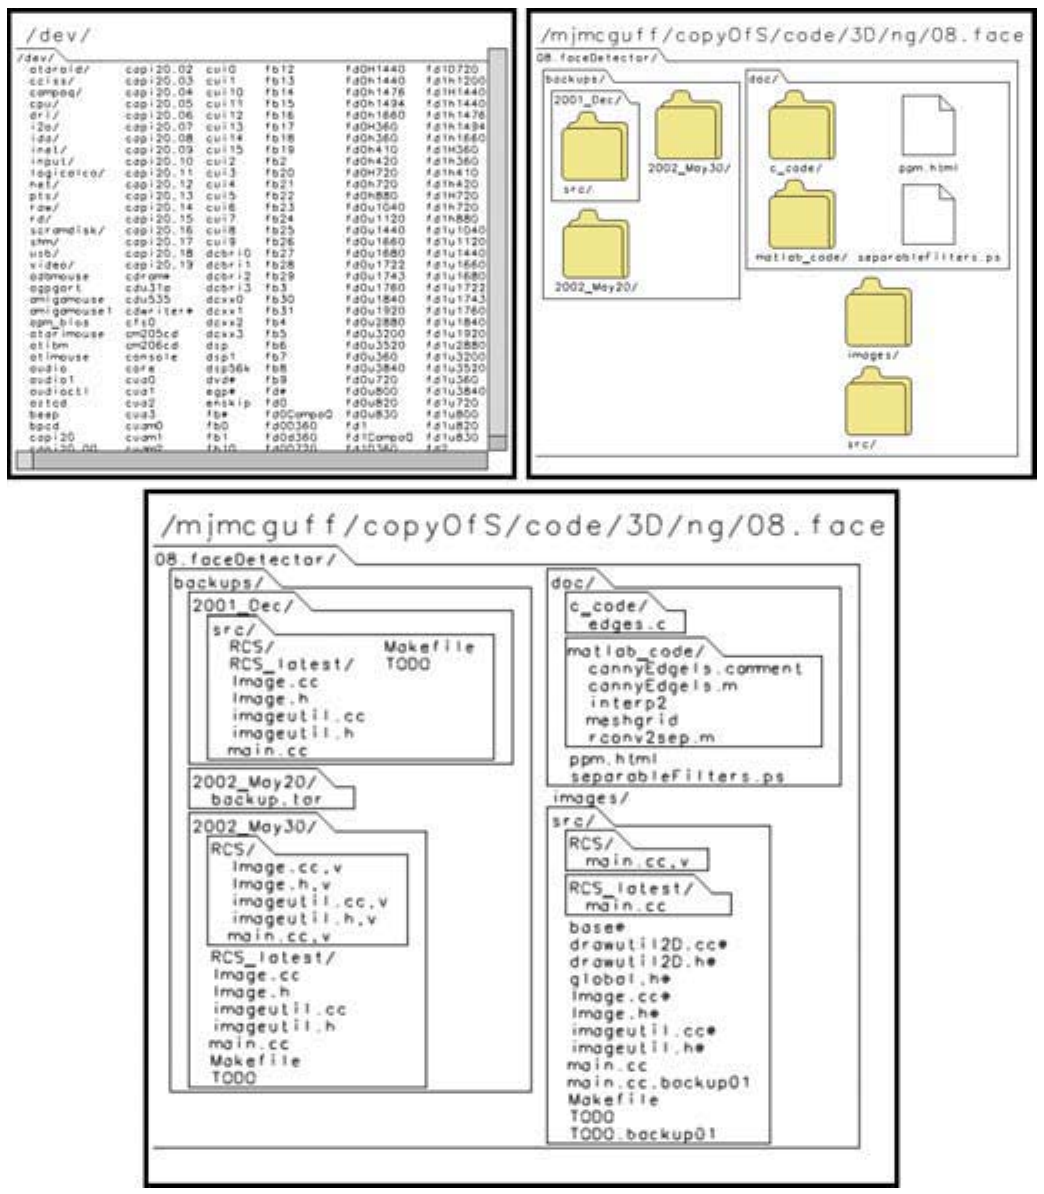 /dev/
/dev/
ataraid/ capi20.02 cui0 fb12 fd0H1440 fd1D720
cciss/ capi20.03 cui1 fb13 fd0h1440 fd1h1200
compaq/ capi20.04 cui10 fb14 fd0h1476 fd1H1440
cpu/ capi20.05 cui11 fb15 fd0h1494 fd1h1440
dri/ capi20.06 cui12 fb16 fd0h1660 fd1h1476
i2o/ capi20.07 cui13 fb17 fd0H360 fd1h1494
ida/ capi20.08 cui14 fb18 fd0h360 fd1h1660
inet/ capi20.09 cui15 fb19 fd0h410 fd1H360
input/ capi20.10 cui2 fb2 fd0h420 fd1h360
logicalco/ capi20.11 cui3 fb20 fd0H720 fd1h410
net/ capi20.12 cui4 fb21 fd0h720 fd1h420
pts/ capi20.13 cui5 fb22 fd0h880 fd1H720
raw/ capi20.14 cui6 fb23 fd0u1040 fd1h720
rd/ capi20.15 cui7 fb24 fd0u1120 fd1h880
scramdisk/ capi20.16 cui8 fb25 fd0u1440 fd1u1040
shm/ capi20.17 cui9 fb26 fd0u1660 fd1u1120
usb/ capi20.18 dcbri0 fb27 fd0u1680 fd1u1440
video/ capi20.19 dcbri1 fb28 fd0u1722 fd1u1660
adbmouse cdrom@ dcbri2 fb29 fd0u1743 fd1u1680
agpgart cdu31a dcbri3 fb3 fd0u1760 fd1u1722
amigamouse cdu535 dcxx0 fb30 fd0u1840 fd1u1743
amigamouse1 cdwriter@ dcxx1 fb31 fd0u1920 fd1u1760
apm_bios cfs0 dcxx2 fb4 fd0u2880 fd1u1840
atarimouse cm205cd dcxx3 fb5 fd0u3200 fd1u1920
atibm cm206cd dsp fb6 fd0u3520 fd1u2880
atimouse console dsp1 fb7 fd0u360 fd1u3200
audio core dsp56k fb8 fd0u3840 fd1u3520
audio1 cua0 dvd@ fb9 fd0u720 fd1u360
audioctl cua1 egp@ fd@ fd0u800 fd1u3840
aztcd cua2 enskip fd0 fd0u820 fd1u720
beep cua3 fb@ fd0CompaQ fd0u830 fd1u800
bpcd cuam0 fb0 fd0D360 fd1 fd1u820
capi20 cuam1 fb1 fd0d360 fd1CompaQ fd1u830
capi20.00 cuam2 fb10 fd0D720 fd1D360 fd2
/mjmcguff/copyOfS/code/3D/ng/08.face
08.faceDetector/
backups/
2001_Dec/
src/
2002_May30/
2002_May20/
doc/
c_code/
ppm.html
matlab_code/
separableFilters.ps
images/
src/
/mjmcguff/copyOfS/code/3D/ng/08.face
08.faceDetector/
backups/
2001_Dec/
src/
RCS/ Makefile
RCS_latest/ TODO
Image.cc
Image.h
imageutil.cc
imageutil.h
main.cc
2002_May20/
backup.tar
2002_May30/
RCS/
Image.cc,v
Image.h,v
imageutil.cc,v
imageutil.h,v
main.cc,v
RCS_latest/
Image.cc
Image.h
imageutil.cc
imageutil.h
main.cc
Makefile
TODO
doc/
c_code/
edges.c
matlab_code/
cannyEdgels.comment
cannyEdgels.m
interp2
meshgrid
rconv2sep.m
ppm.html
separableFilters.ps
images/
src/
RCS/
main.cc,v
RCS_latest/
main.cc
base@
drawutil2D.cc@
drawutil2D.h@
global.h@
Image.cc@
Image.h@
imageutil.cc@
imageutil.h@
main.cc
main.cc.backup01
Makefile
TODO
TODO.backup01